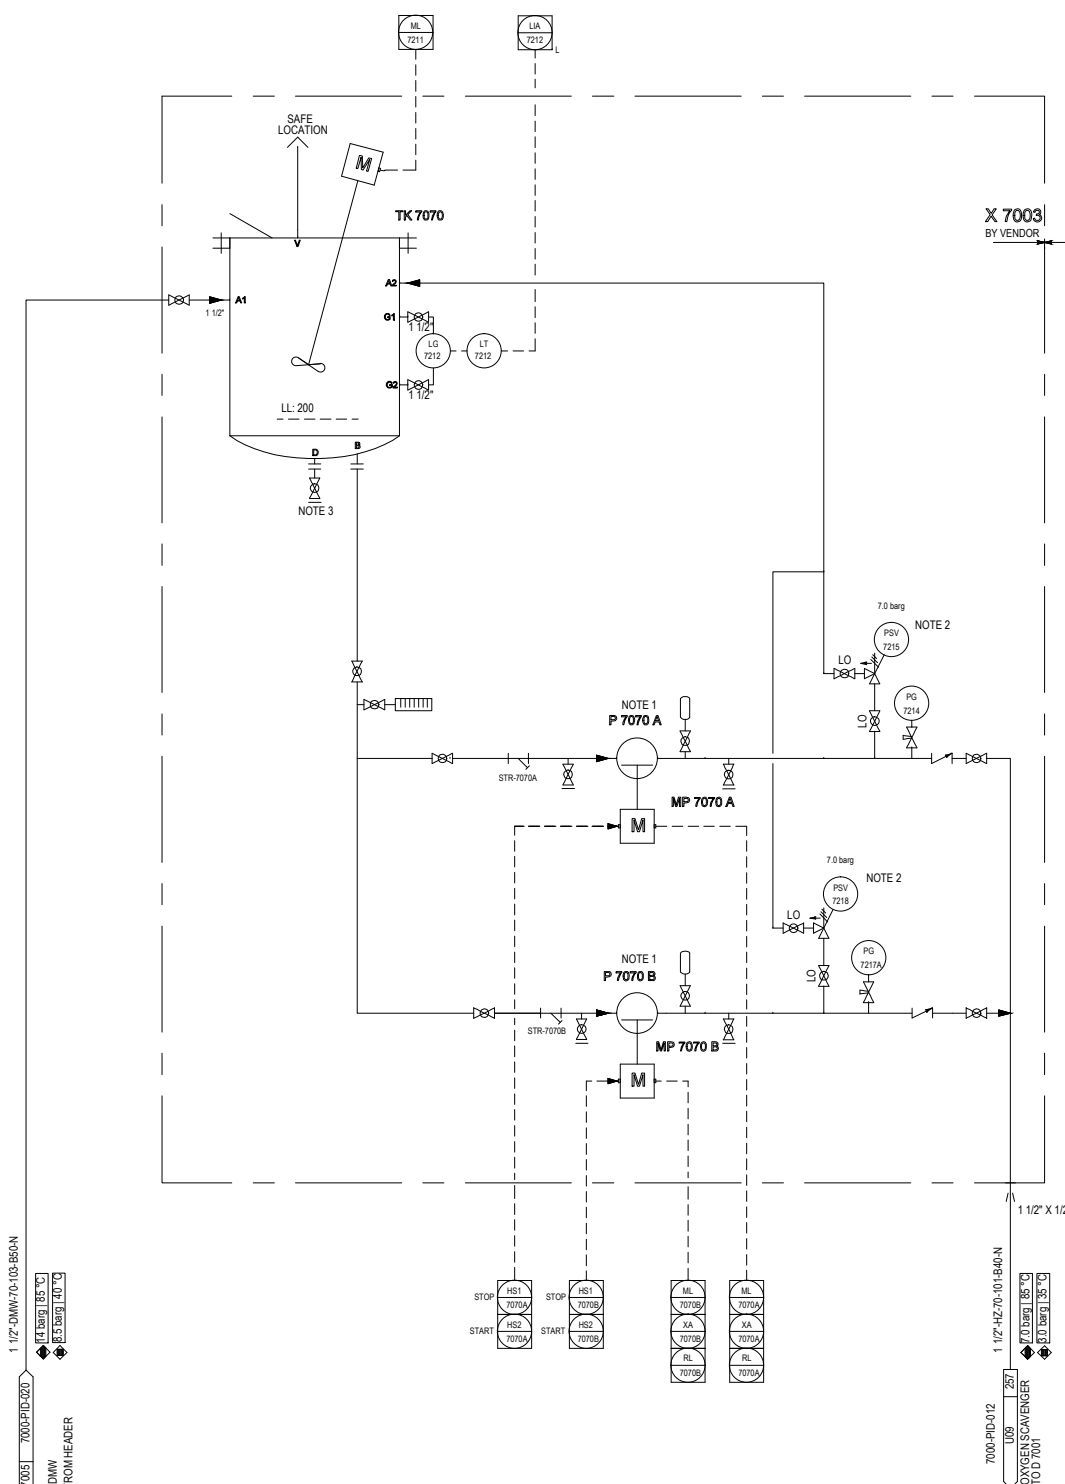 ML
7211
LIA
7212
L
SAFE
LOCATION
M
TK 7070
X 7003
BY VENDOR
V
A2
A1
1 1/2"
G1
1 1/2"
LG
7212
LT
7212
G2
1 1/2"
LL: 200
D
B
NOTE 3
7.0 barg
PSV
7215
NOTE 2
LO
PG
7214
LO
NOTE 1
P 7070 A
STR-7070A
MP 7070 A
M
7.0 barg
PSV
7218
NOTE 2
LO
PG
7217A
LO
NOTE 1
P 7070 B
STR-7070B
MP 7070 B
M
1 1/2" X 1/2
STOP
HS1
7070A
START
HS2
7070A
STOP
HS1
7070B
START
HS2
7070B
ML
7070B
XA
7070B
RL
7070B
ML
7070A
XA
7070A
RL
7070A
1 1/2"-DMW-70-103-B50-N
14 barg 85 °C
8.5 barg 40 °C
7005 7000-PID-020
DMW
ROM HEADER
1 1/2"-HZ-70-101-B40-N
7.0 barg 85 °C
3.0 barg 35 °C
7000-PID-012
U09 257
OXYGEN SCAVENGER
TO D 7001